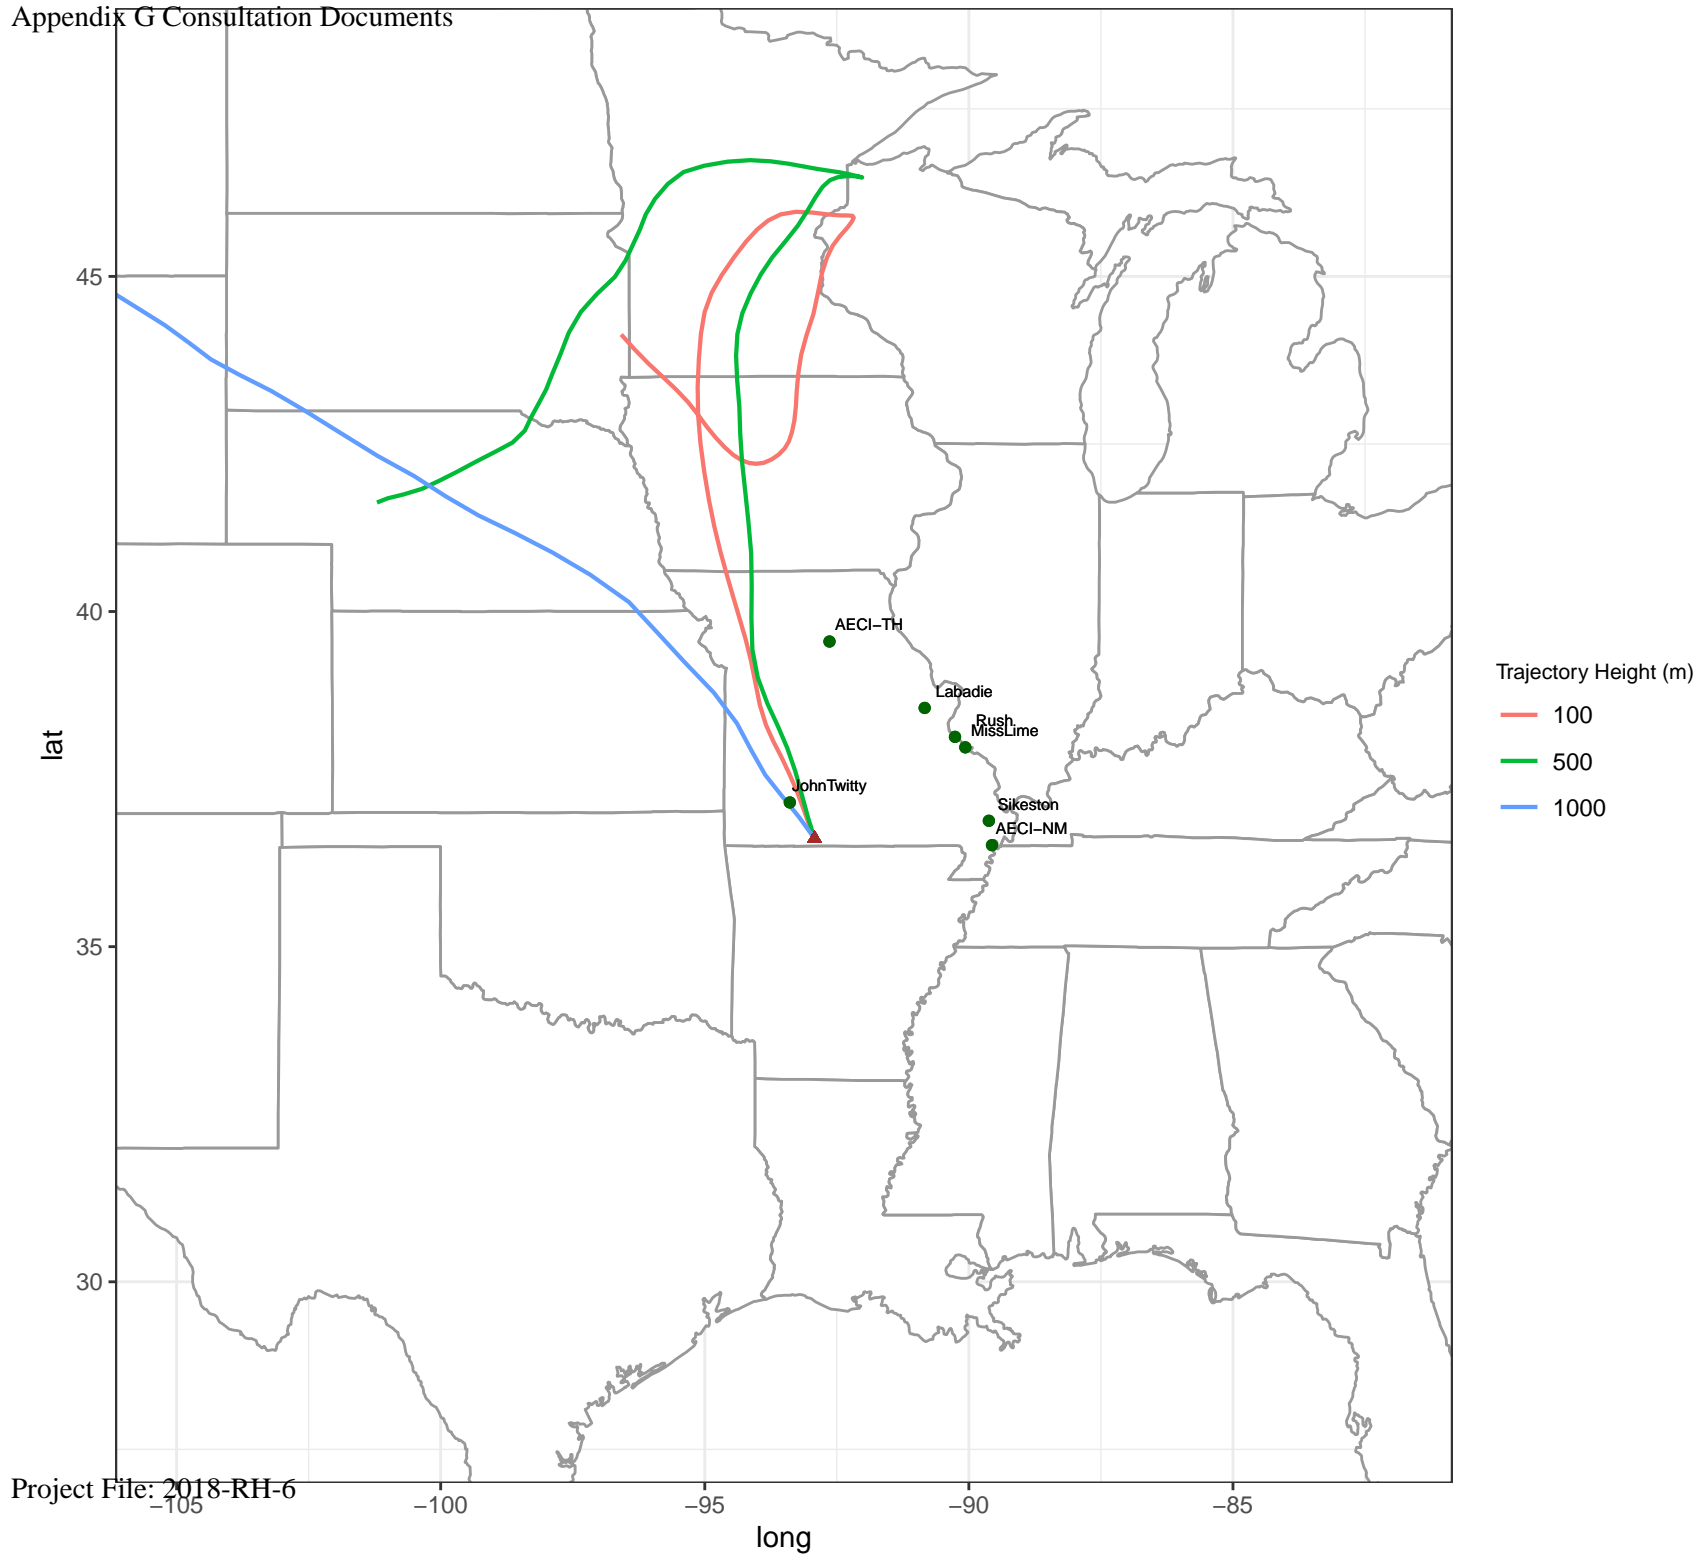 Appendix G Consultation Documents
45
40
35
30
lat
AECI−TH
Labadie
Rush
MissLime
JohnTwitty
Sikeston
AECI−NM
Trajectory Height (m)
100
500
1000
Project File: 2018-RH-6
−105
−100
−95
−90
−85
long